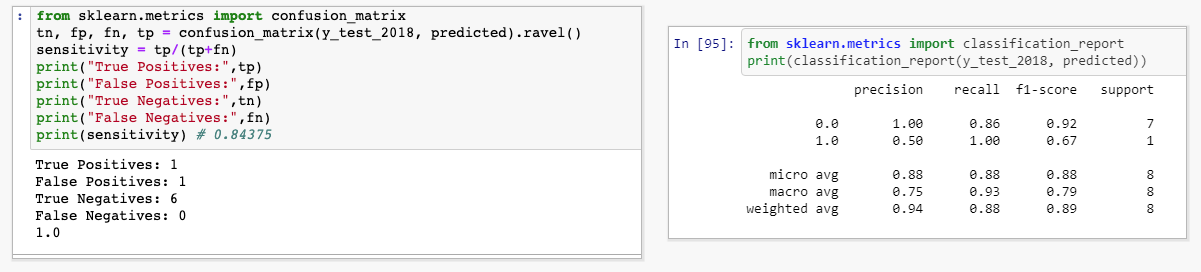 :
from sklearn.metrics import confusion_matrix
tn, fp, fn, tp = confusion_matrix(y_test_2018, predicted).ravel()
sensitivity = tp/(tp+fn)
print("True Positives:",tp)
print("False Positives:",fp)
print("True Negatives:",tn)
print("False Negatives:",fn)
print(sensitivity) # 0.84375
True Positives: 1
False Positives: 1
True Negatives: 6
False Negatives: 0
1.0
In [95]: from sklearn.metrics import classification_report
print(classification_report(y_test_2018, predicted))
precision recall f1-score support
0.0 1.00 0.86 0.92 7
1.0 0.50 1.00 0.67 1
micro avg 0.88 0.88 0.88 8
macro avg 0.75 0.93 0.79 8
weighted avg 0.94 0.88 0.89 8